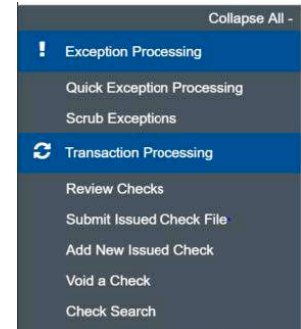 Collapse All -
! Exception Processing
Quick Exception Processing
Scrub Exceptions
Transaction Processing
Review Checks
Submit Issued Check File
Add New Issued Check
Void a Check
Check Search